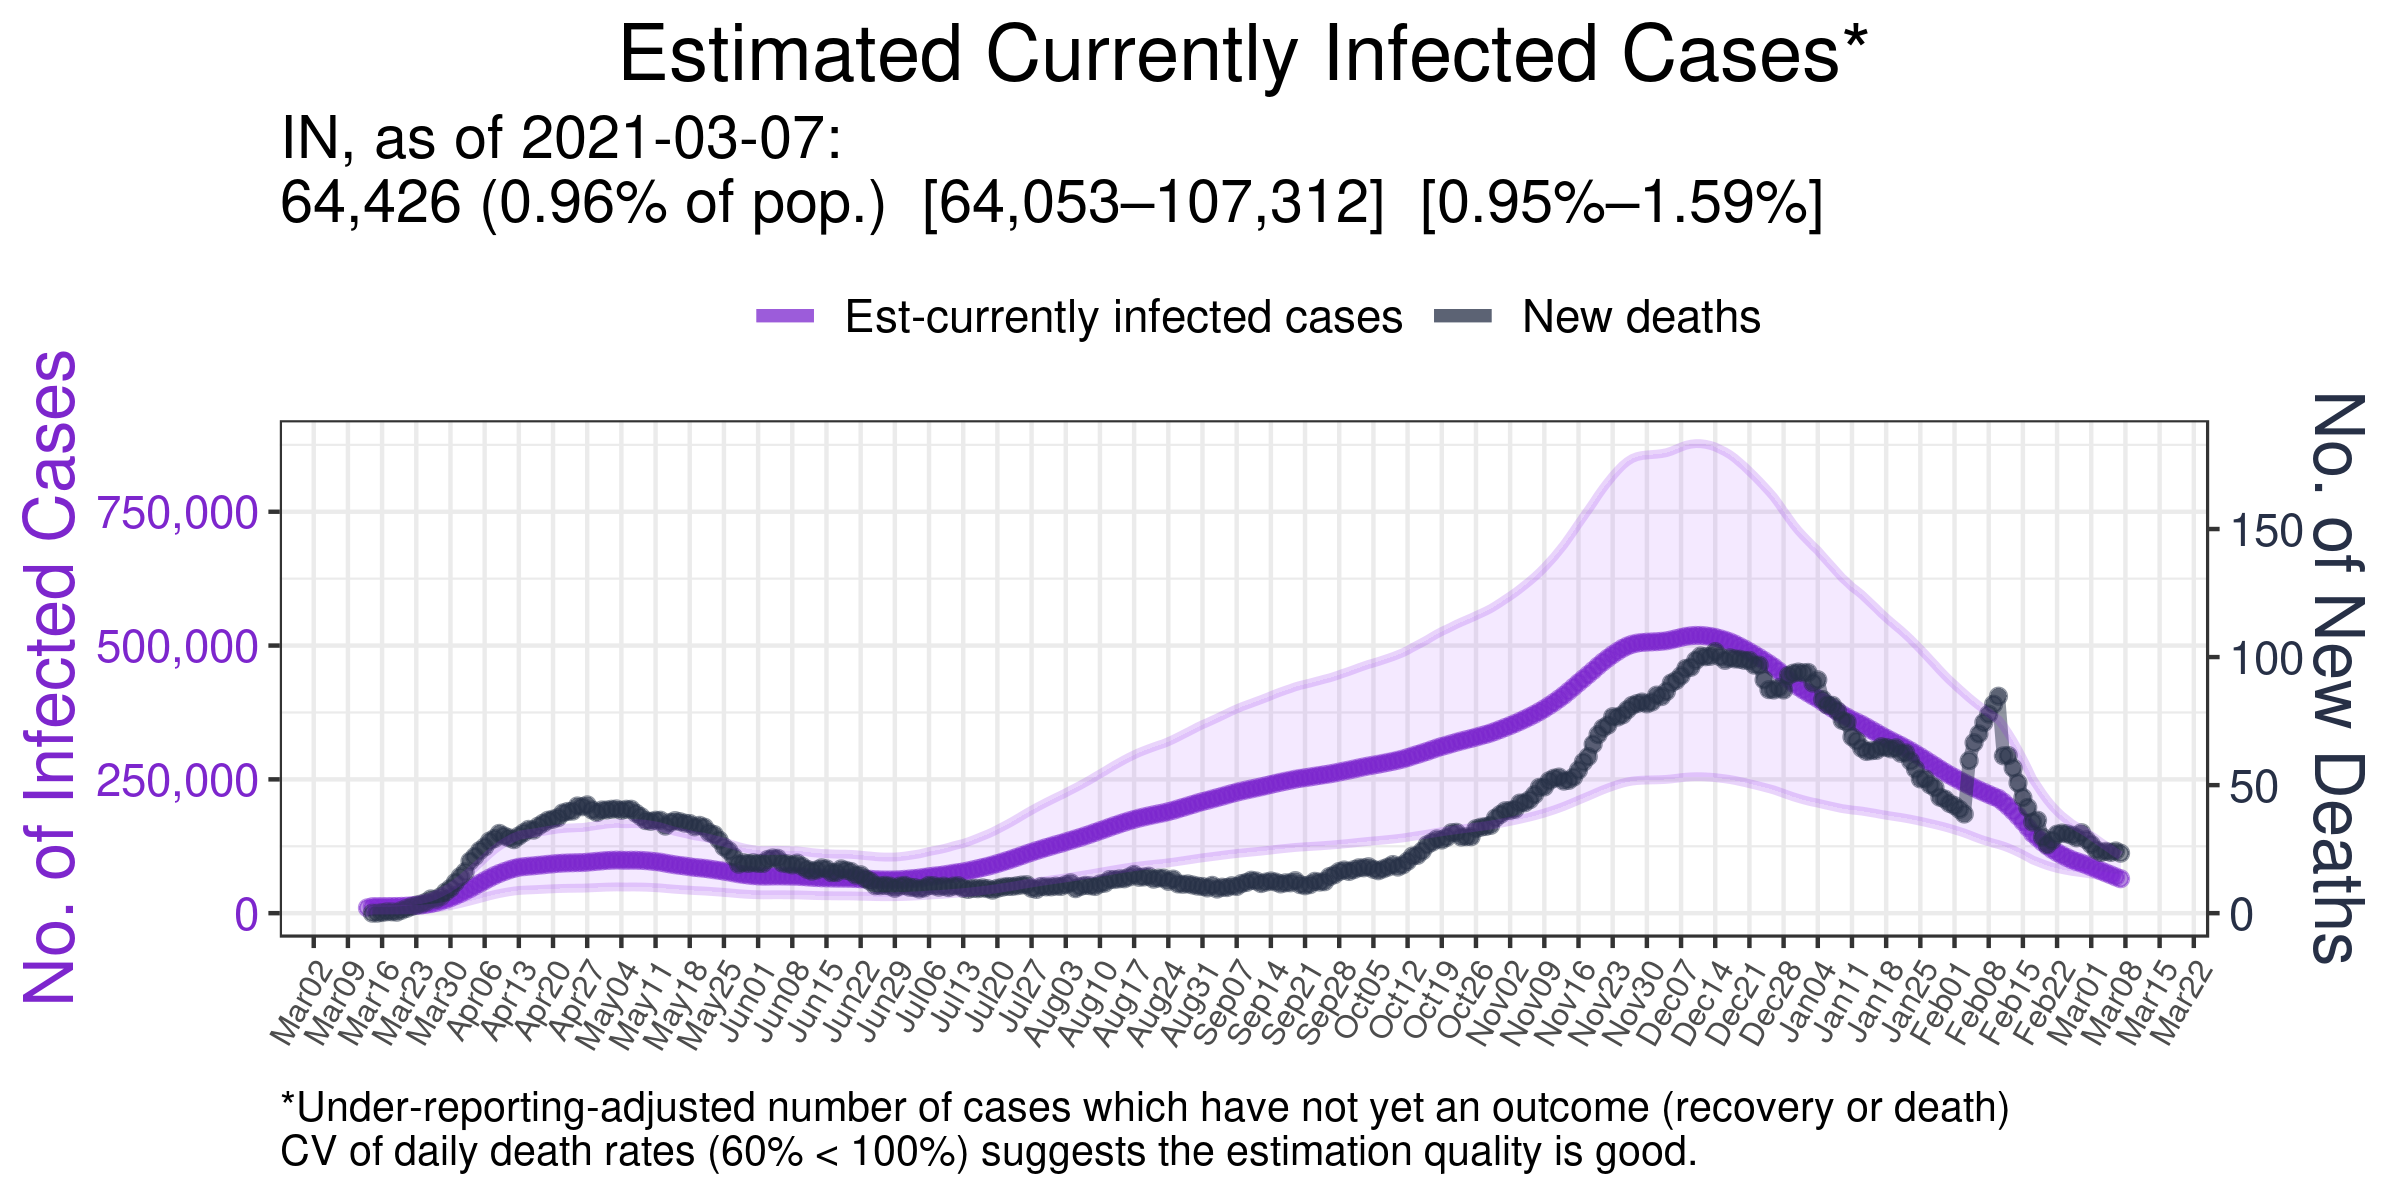 Estimated Currently Infected Cases*
IN, as of 2021-03-07:
64,426 (0.96% of pop.) [64,053–107,312] [0.95%–1.59%]
Est-currently infected cases
New deaths
No. of Infected Cases
750,000
500,000
250,000
0
150
100
50
0
No. of New Deaths
Mar02
Mar09
Mar16
Mar23
Mar30
Apr06
Apr13
Apr20
Apr27
May04
May11
May18
May25
Jun01
Jun08
Jun15
Jun22
Jun29
Jul06
Jul13
Jul20
Jul27
Aug03
Aug10
Aug17
Aug24
Aug31
Sep07
Sep14
Sep21
Sep28
Oct05
Oct12
Oct19
Oct26
Nov02
Nov09
Nov16
Nov23
Nov30
Dec07
Dec14
Dec21
Dec28
Jan04
Jan11
Jan18
Jan25
Feb01
Feb08
Feb15
Feb22
Mar01
Mar08
Mar15
Mar22
*Under-reporting-adjusted number of cases which have not yet an outcome (recovery or death)
CV of daily death rates (60% < 100%) suggests the estimation quality is good.